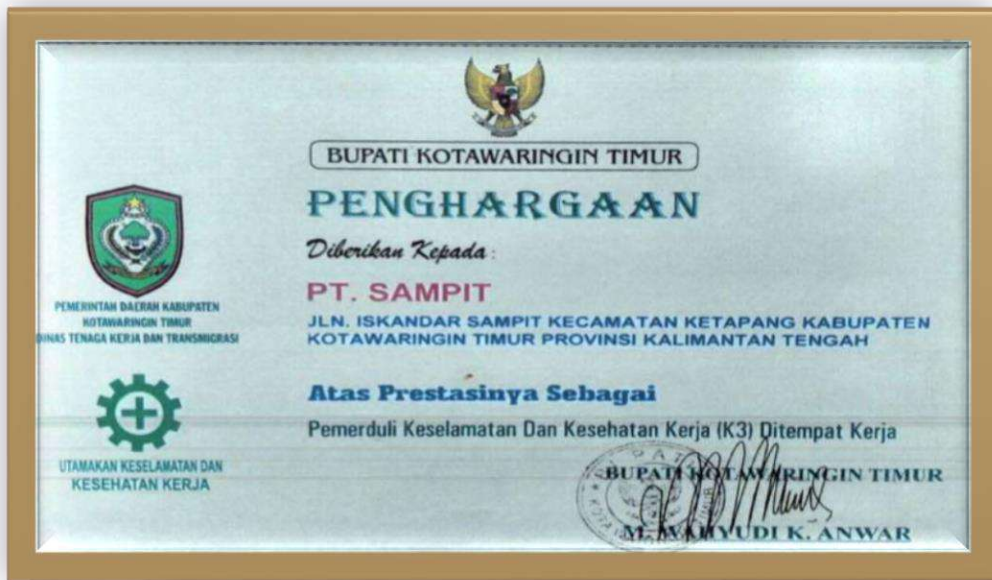 BUPATI KOTAWARINGIN TIMUR
PENGHARGAAN
Diberikan Kepada :
PT. SAMPIT
JLN. ISKANDAR SAMPIT KECAMATAN KETAPANG KABUPATEN
KOTAWARINGIN TIMUR PROVINSI KALIMANTAN TENGAH
Atas Prestasinya Sebagai
Pemerduli Keselamatan Dan Kesehatan Kerja (K3) Ditempat Kerja
BUPATI KOTAWARINGIN TIMUR
M. WAHYUDI K. ANWAR
PEMERINTAH DAERAH KABUPATEN
KOTAWARINGIN TIMUR
DINAS TENAGA KERJA DAN TRANSMIGRASI
UTAMAKAN KESELAMATAN DAN
KESEHATAN KERJA